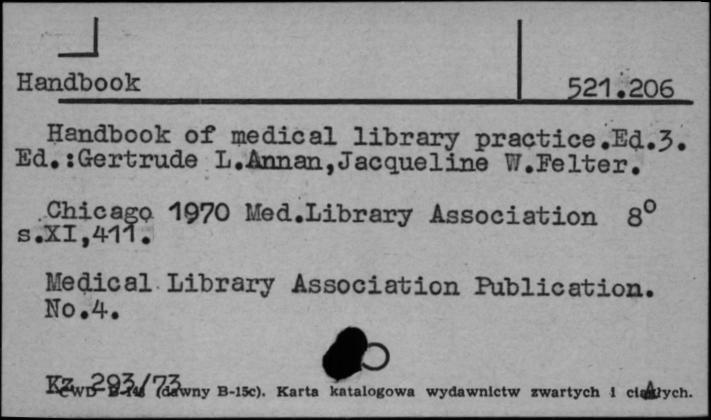 Handbook 521.206
Handbook of medical library practice.Ed.3.
Ed.:Gertrude L.Annan,Jacqueline W.Felter.
Chicago 1970 Med.Library Association 8°
s.XI,411.
Medical Library Association Publication.
No.4.
Kz 293/73
(dawny B-15c). Karta katalogowa wydawnictw zwartych i